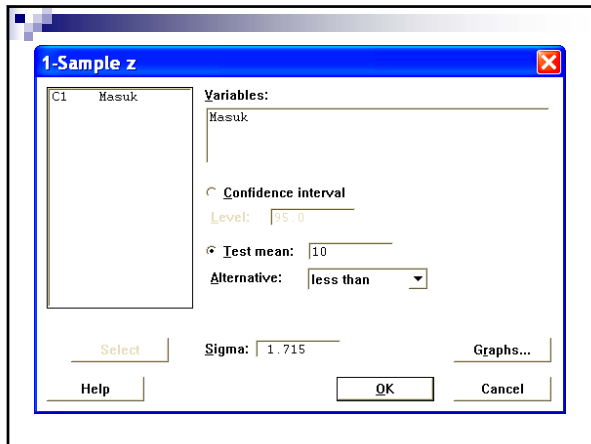 1-Sample z
C1 Masuk
Variables:
Masuk
Confidence interval
Level: 95.0
Test mean: 10
Alternative: less than
Select
Sigma: 1.715
Graphs...
Help
OK
Cancel